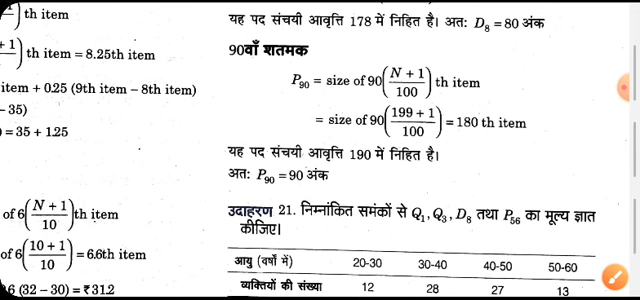 th item
th item = 8.25th item
item + 0.25 (9th item − 8th item)
− 35)
= 35 + 1.25
of 6((N + 1)/10)th item
of 6((10 + 1)/10) = 6.6th item
.6 (32 − 30) = ₹ 31.2
यह पद संचयी आवृत्ति 178 में निहित है। अत: D₈ = 80 अंक
90वाँ शतमक
P₉₀ = size of 90((N + 1)/100) th item
= size of 90((199 + 1)/100) = 180 th item
यह पद संचयी आवृत्ति 190 में निहित है।
अत: P₉₀ = 90 अंक
उदाहरण 21. निम्नांकित समंकों से Q₁, Q₃, D₈ तथा P₅₆ का मूल्य ज्ञात
कीजिए।
आयु (वर्षों में) 20-30 30-40 40-50 50-60
व्यक्तियों की संख्या 12 28 27 13